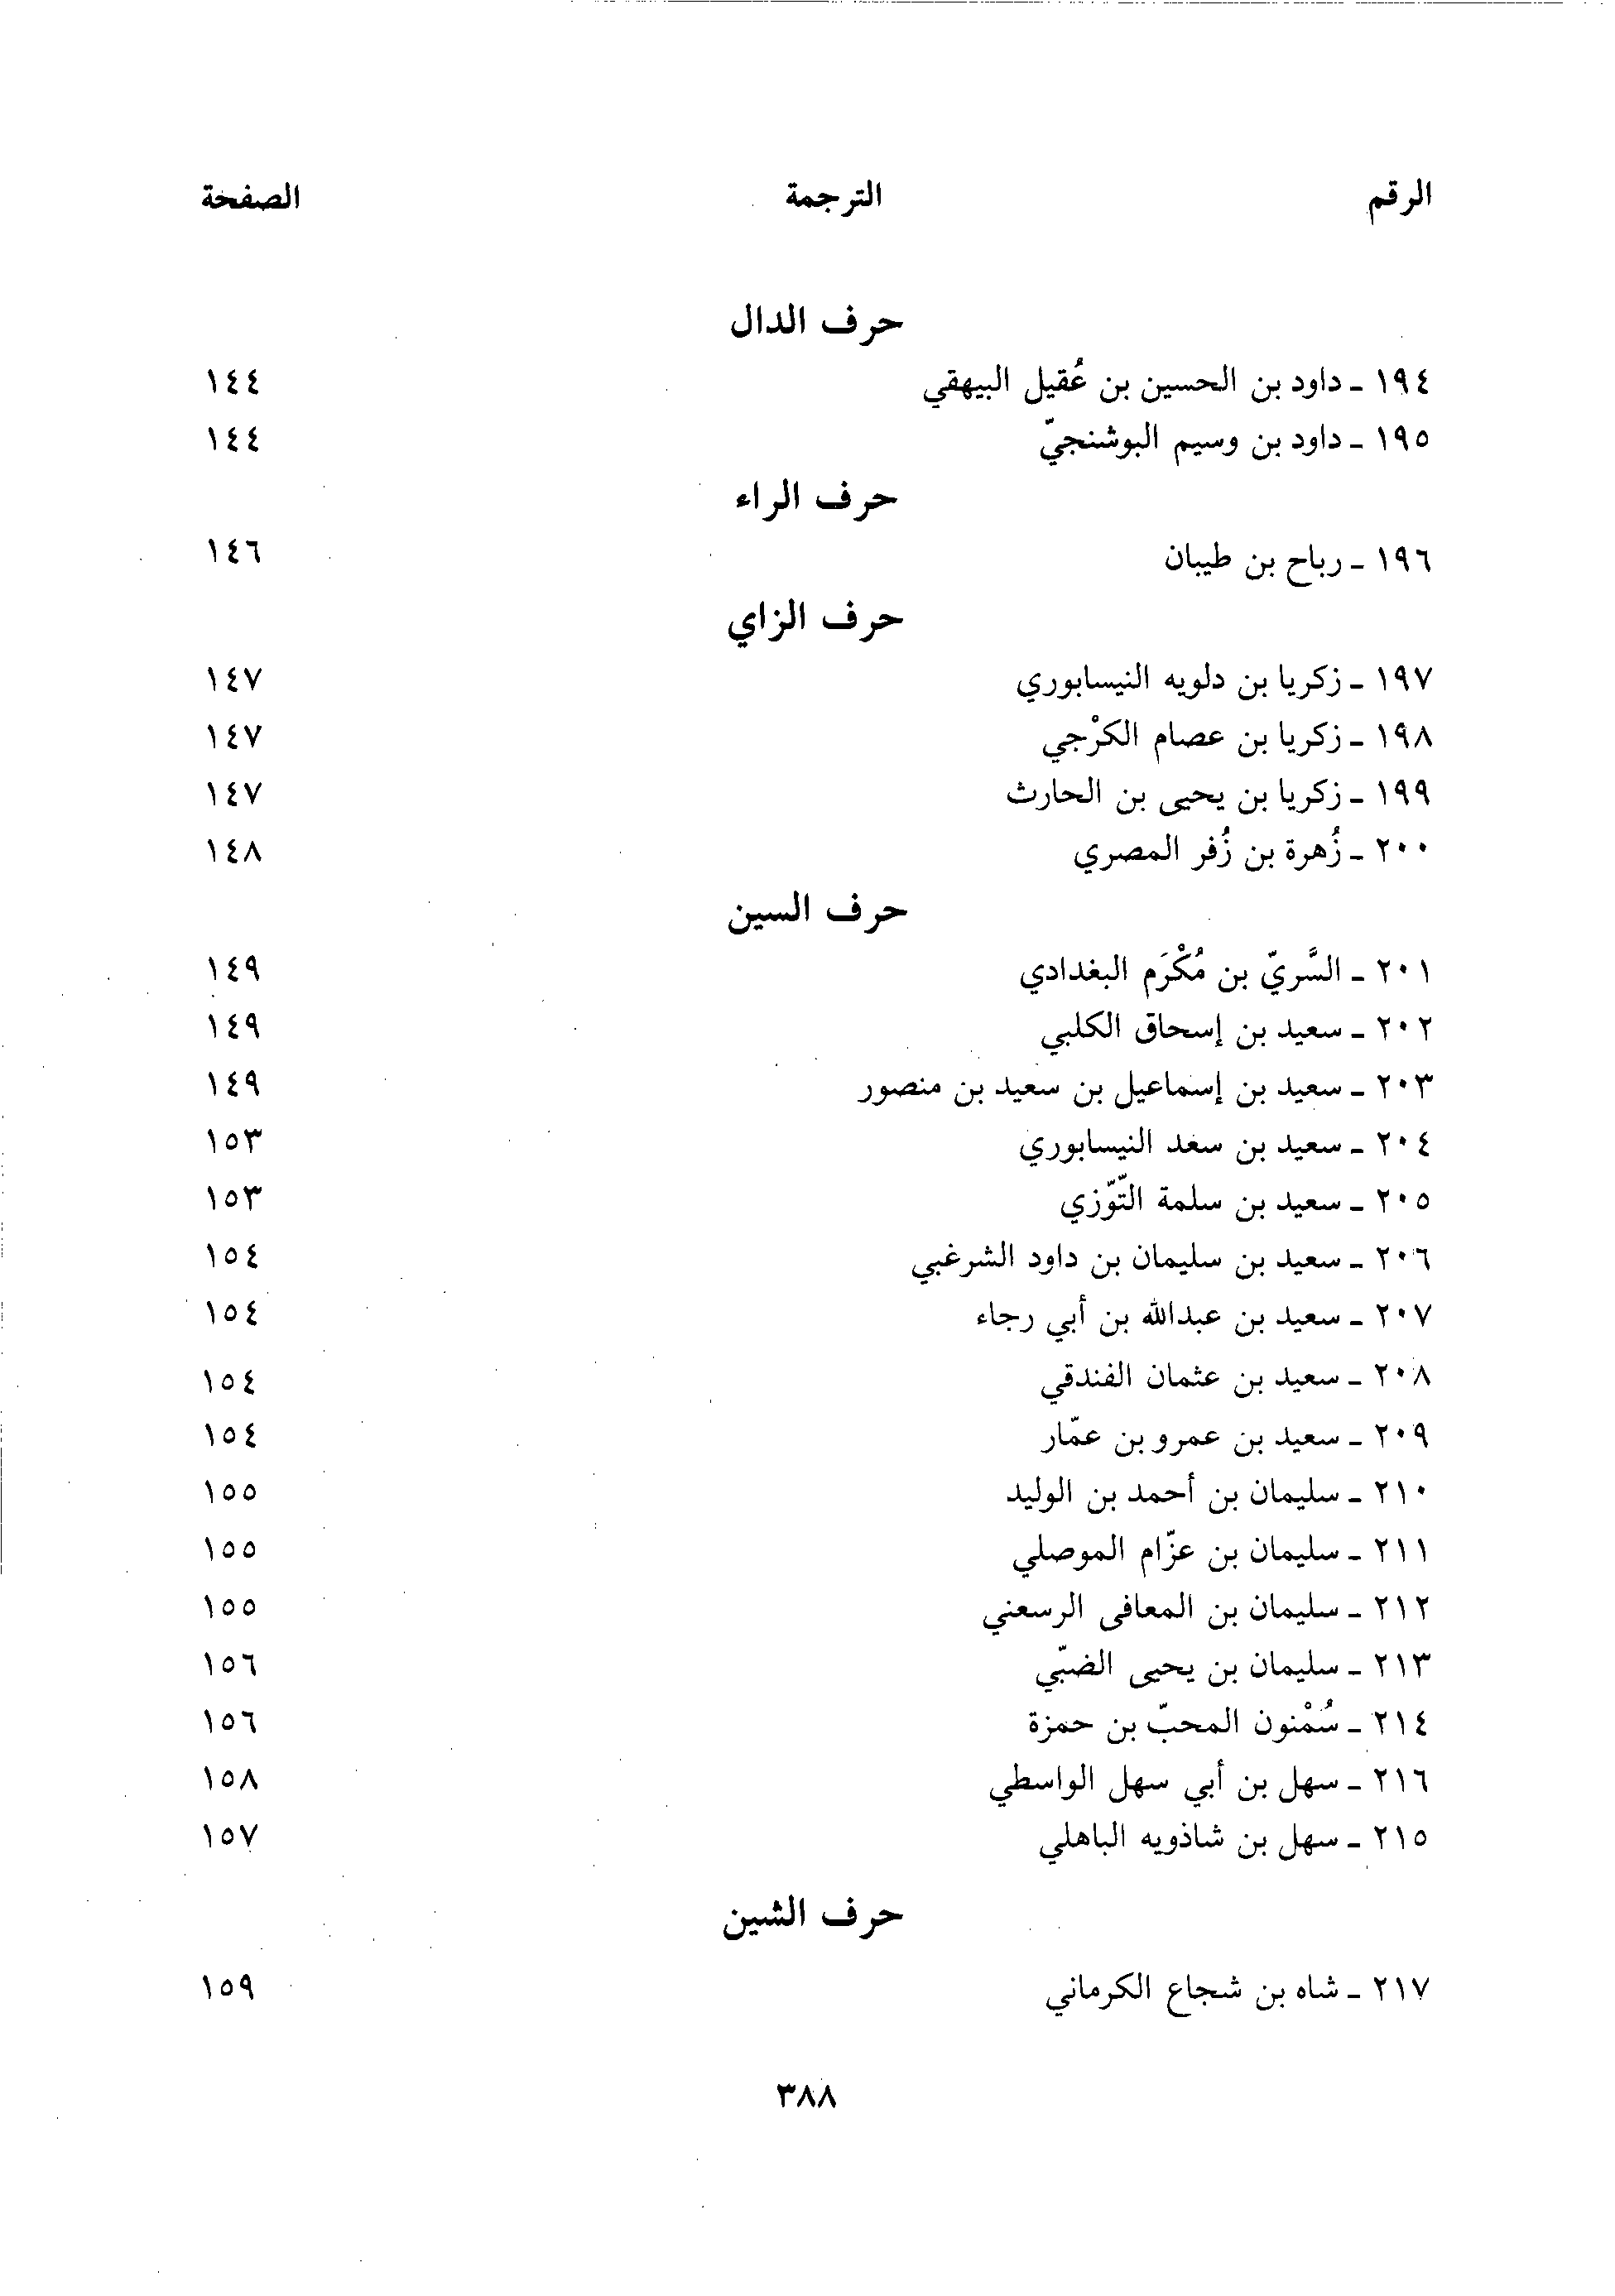 الرقم الترجمة الصفحة
حرف الدال
١٩٤ - داود بن الحسين بن عُقيل البيهقي ١٤٤
١٩٥ - داود بن وسيم البوشنجيّ ١٤٤
حرف الراء
١٩٦ - رباح بن طيبان ١٤٦
حرف الزاي
١٩٧ - زكريا بن دلويه النيسابوري ١٤٧
١٩٨ - زكريا بن عصام الكرْجي ١٤٧
١٩٩ - زكريا بن يحيى بن الحارث ١٤٧
٢٠٠ - زُهرة بن زُفر المصري ١٤٨
حرف السين
٢٠١ - السَّريّ بن مُكْرَم البغدادي ١٤٩
٢٠٢ - سعيد بن إسحاق الكلبي ١٤٩
٢٠٣ - سعيد بن إسماعيل بن سعيد بن منصور ١٤٩
٢٠٤ - سعيد بن سعد النيسابوري ١٥٣
٢٠٥ - سعيد بن سلمة التّوّزي ١٥٣
٢٠٦ - سعيد بن سليمان بن داود الشرغبي ١٥٤
٢٠٧ - سعيد بن عبدالله بن أبي رجاء ١٥٤
٢٠٨ - سعيد بن عثمان الفندقي ١٥٤
٢٠٩ - سعيد بن عمرو بن عمّار ١٥٤
٢١٠ - سليمان بن أحمد بن الوليد ١٥٥
٢١١ - سليمان بن عزّام الموصلي ١٥٥
٢١٢ - سليمان بن المعافى الرسعني ١٥٥
٢١٣ - سليمان بن يحيى الضبّي ١٥٦
٢١٤ - سُمْنون المحبّ بن حمزة ١٥٦
٢١٦ - سهل بن أبي سهل الواسطي ١٥٨
٢١٥ - سهل بن شاذويه الباهلي ١٥٧
حرف الشين
٢١٧ - شاه بن شجاع الكرماني ١٥٩
٣٨٨